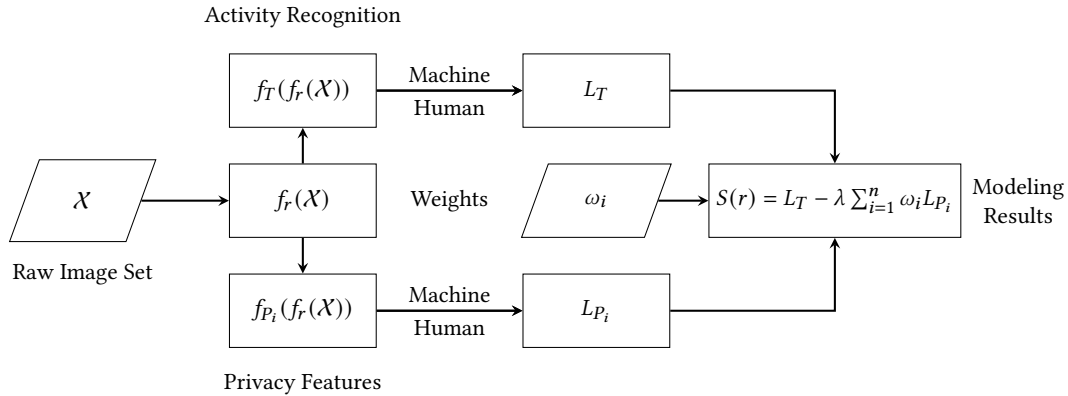 Activity Recognition
f_T(f_r(𝒳))
Machine
Human
L_T
𝒳
f_r(𝒳)
Weights
ω_i
S(r) = L_T − λ ∑_{i=1}^{n} ω_i L_{P_i}
Modeling
Results
Raw Image Set
f_{P_i}(f_r(𝒳))
Machine
Human
L_{P_i}
Privacy Features